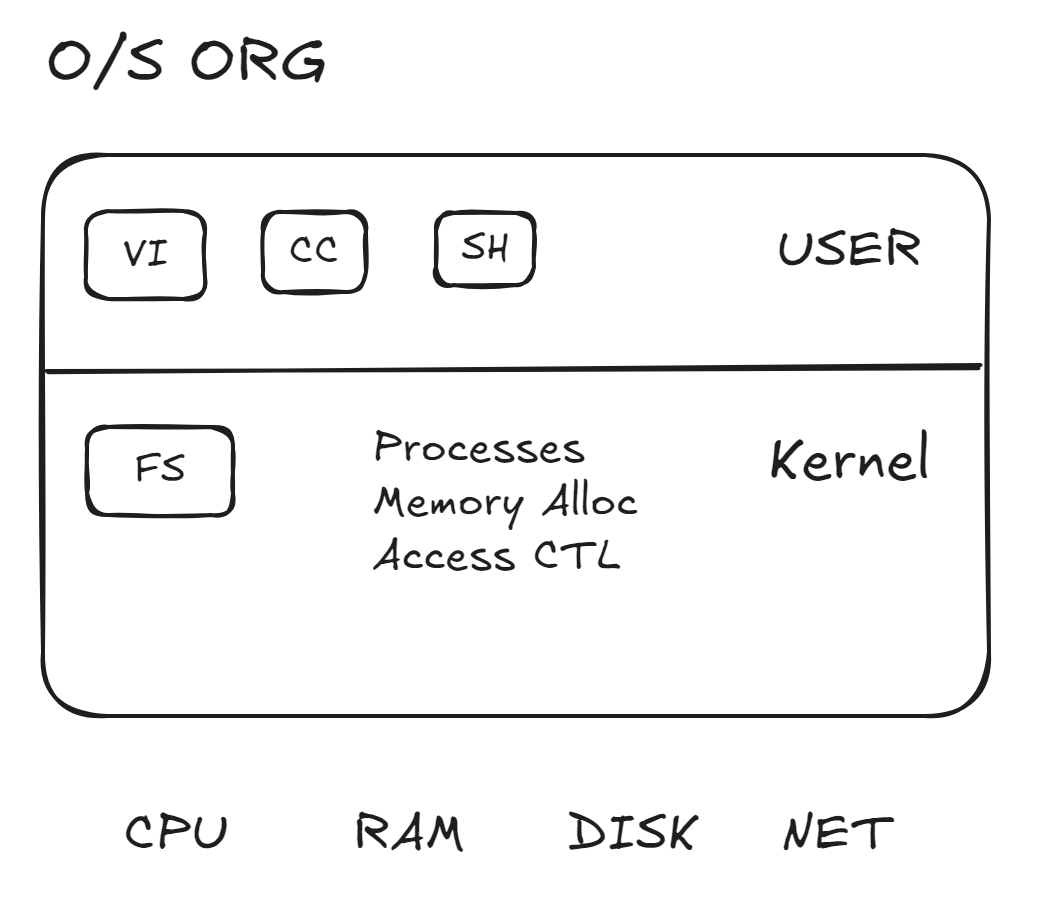 O/S ORG
VI CC SH USER
FS
Processes
Memory Alloc
Access CTL
Kernel
CPU RAM DISK NET